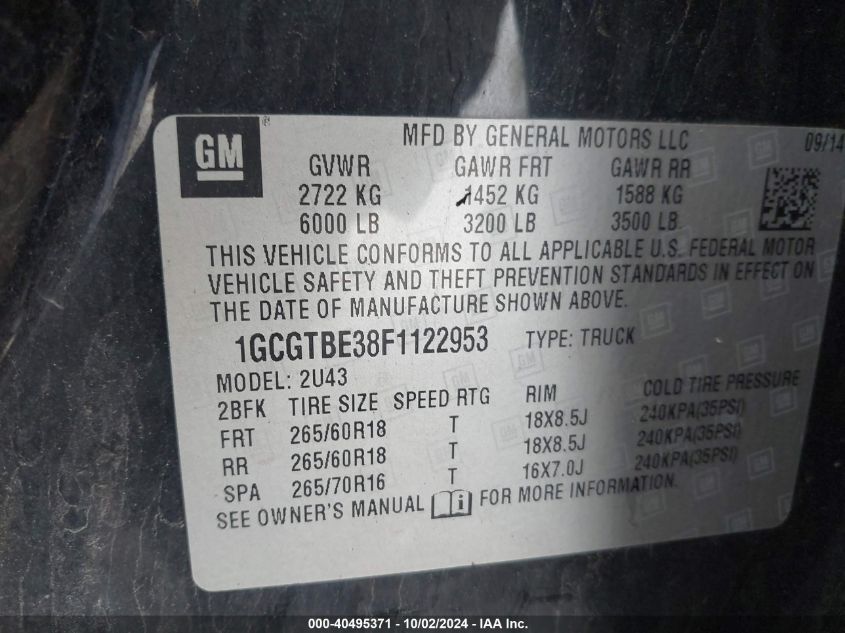 GM ®
MFD BY GENERAL MOTORS LLC 09/14
GVWR GAWR FRT GAWR RR
2722 KG 1452 KG 1588 KG
6000 LB 3200 LB 3500 LB
THIS VEHICLE CONFORMS TO ALL APPLICABLE U.S. FEDERAL MOTOR
VEHICLE SAFETY AND THEFT PREVENTION STANDARDS IN EFFECT ON
THE DATE OF MANUFACTURE SHOWN ABOVE.
1GCGTBE38F1122953 TYPE: TRUCK
MODEL: 2U43
2BFK TIRE SIZE SPEED RTG RIM COLD TIRE PRESSURE
FRT 265/60R18 T 18X8.5J 240KPA(35PSI)
RR 265/60R18 T 18X8.5J 240KPA(35PSI)
SPA 265/70R16 T 16X7.0J 240KPA(35PSI)
SEE OWNER'S MANUAL i FOR MORE INFORMATION.
000-40495371 - 10/02/2024 - IAA Inc.